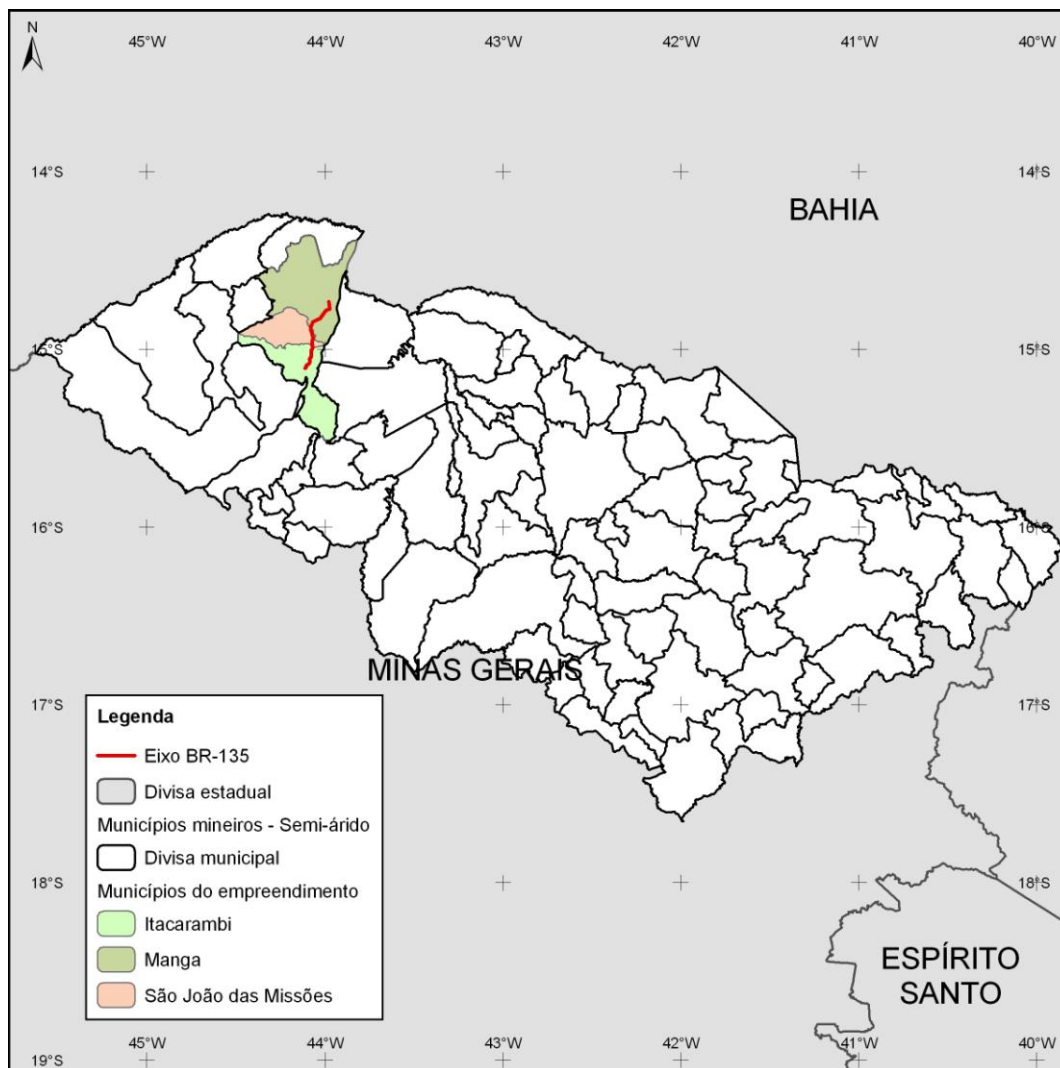 N
45°W 44°W 43°W 42°W 41°W 40°W
14°S
BAHIA
15°S 15°S
16°S 16°S
MINAS GERAIS
17°S 17°S
Legenda
Eixo BR-135
Divisa estadual
Municípios mineiros - Semi-árido
Divisa municipal
Municípios do empreendimento
Itacarambi
Manga
São João das Missões
14°S
18°S 18°S
ESPÍRITO
SANTO
19°S 19°S
45°W 44°W 43°W 42°W 41°W 40°W